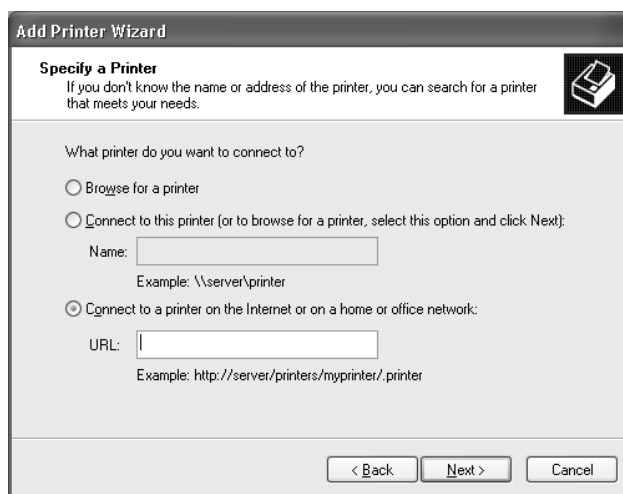 Add Printer Wizard
Specify a Printer
If you don't know the name or address of the printer, you can search for a printer
that meets your needs.
What printer do you want to connect to?
Browse for a printer
Connect to this printer (or to browse for a printer, select this option and click Next):
Name:
Example: \\server\printer
Connect to a printer on the Internet or on a home or office network:
URL:
Example: http://server/printers/myprinter/.printer
< Back Next > Cancel